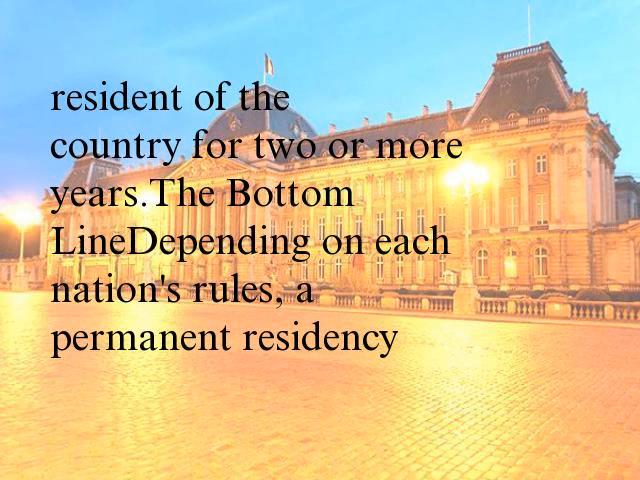 resident of the
country for two or more
years.The Bottom
LineDepending on each
nation's rules, a
permanent residency